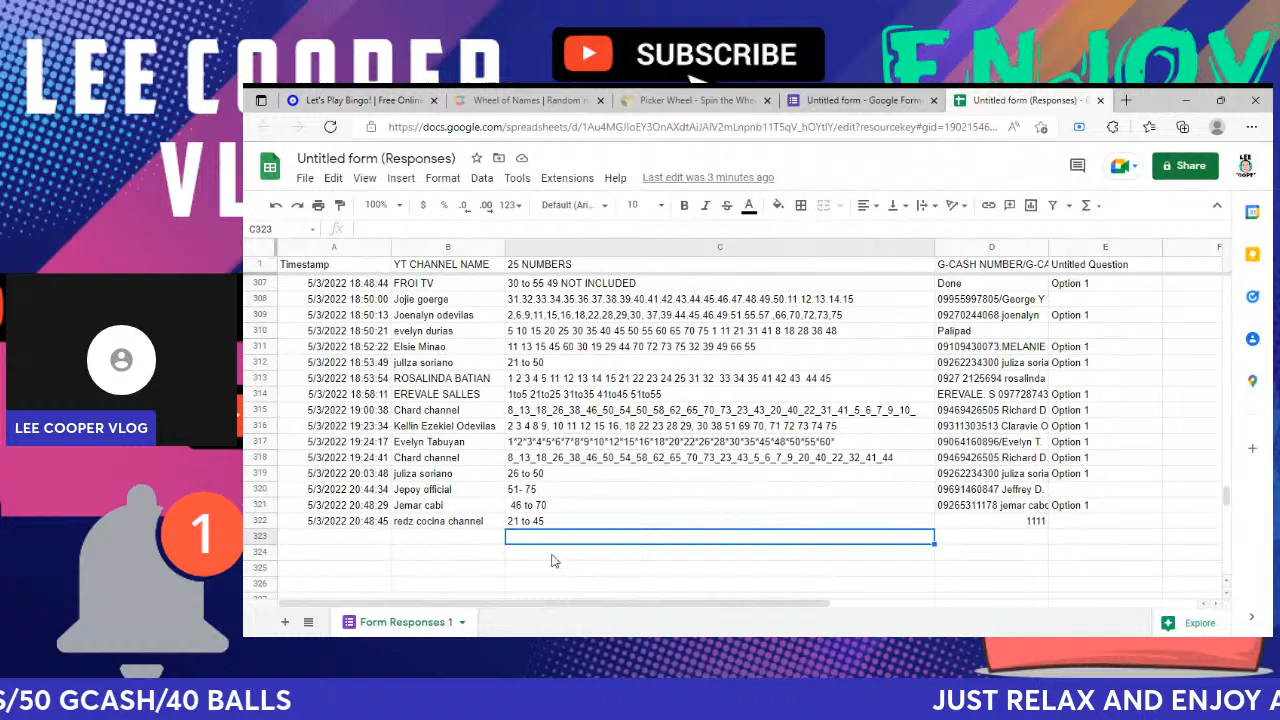 LEE COOPER
VL
SUBSCRIBE
ENJOY
Let's Play Bingo! | Free Online
Wheel of Names | Random n
Picker Wheel - Spin the Whe
Untitled form - Google Form
Untitled form (Responses) - G
Untitled form (Responses)
File Edit View Insert Format Tools Extensions Help Last edit was 3 minutes ago
Share
100% $ % .0 .00 123 Default (Ari... 10
C323
A B C D E F
1 Timestamp YT CHANNEL NAME 25 NUMBERS G-CASH NUMBER/G-CA Untitled Question
307 5/3/2022 18:48:44 FROI TV 30 to 55 49 NOT INCLUDED Done Option 1
308 5/3/2022 18:50:00 Jojie goerge 31.32.33.34.35.36.37 38.39.40 41.42 43 44 45 46 47 48.49.50.11.12.13.14.15 09955997805/George Y
309 5/3/2022 18:50:13 Joenalyn odevilas 2,6,9,11,15,16,18,22,28,29,30, 37,39 44,45,46,49,51,55,57 ,66,70,72,73,75 09270244068 joenalyn Option 1
310 5/3/2022 18:50:21 evelyn durias 5 10 15 20 25 30 35 40 45 50 55 60 65 70 75 1 11 21 31 41 8 18 28 38 48 Palipad
311 5/3/2022 18:52:22 Elsie Minao 11 13 15 45 60 30 19 29 44 70 72 73 75 32 39 49 66 55 09109430073.MELANIE Option 1
312 5/3/2022 18:53:49 juliza soriano 21 to 50 09262234300 juliza soria Option 1
313 5/3/2022 18:53:54 ROSALINDA BATIAN 1 2 3 4 5 11 12 13 14 15 21 22 23 24 25 31 32 33 34 35 41 42 43 44 45 0927 2125694 rosalinda
314 5/3/2022 18:58:11 EREVALE SALLES 1to5 21to25 31to35 41to45 51to55 EREVALE. S 097728743 Option 1
315 5/3/2022 19:00:38 Chard channel 8_13_18_26_38_46_50_54_50_58_62_65_70_73_23_43_20_40_22_31_41_5_6_7_9_10_ 09469426505 Richard D. Option 1
316 5/3/2022 19:23:34 Kellin Ezekiel Odevilas 2 3 4 8 9, 10 11 12 15 16. 18 22 23 28 29, 30 38 51 69 70, 71 72 73 74 75 09311303513 Claravie O Option 1
317 5/3/2022 19:24:17 Evelyn Tabuyan 1*2*3*4*5*6*7*8*9*10*12*15*16*18*20*22*26*28*30*35*45*48*50*55*60* 09064160896/Evelyn T. Option 1
318 5/3/2022 19:24:41 Chard channel 8_13_18_26_38_46_50_54_58_62_65_70_73_23_43_5_6_7_9_20_40_22_32_41_44 09469426505 Richard D. Option 1
319 5/3/2022 20:03:48 juliza soriano 26 to 50 09262234300 juliza soria Option 1
320 5/3/2022 20:44:34 Jepoy official 51- 75 09691460847 Jeffrey D.
321 5/3/2022 20:48:29 Jemar cabi 46 to 70 09265311178 jemar cabc Option 1
322 5/3/2022 20:48:45 redz cocina channel 21 to 45 1111
323
324
325
326
Form Responses 1
Explore
LEE COOPER VLOG
1
S/50 GCASH/40 BALLS
JUST RELAX AND ENJOY A